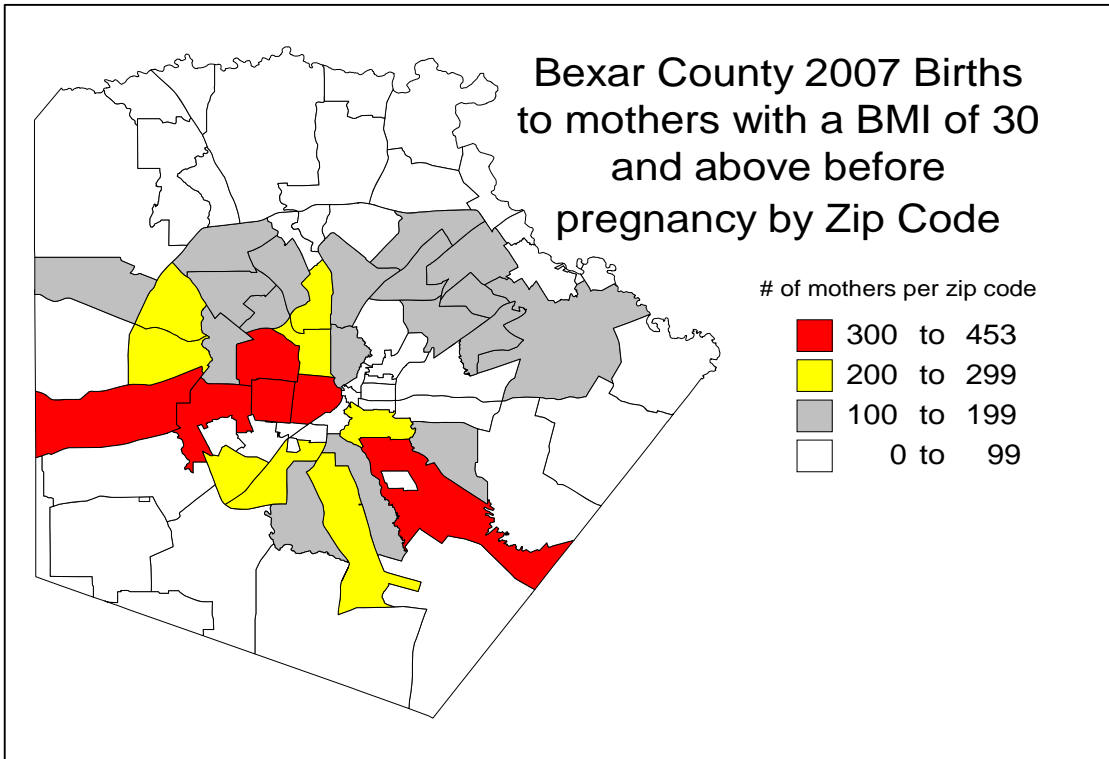 Bexar County 2007 Births
to mothers with a BMI of 30
and above before
pregnancy by Zip Code
# of mothers per zip code
300 to 453
200 to 299
100 to 199
0 to 99